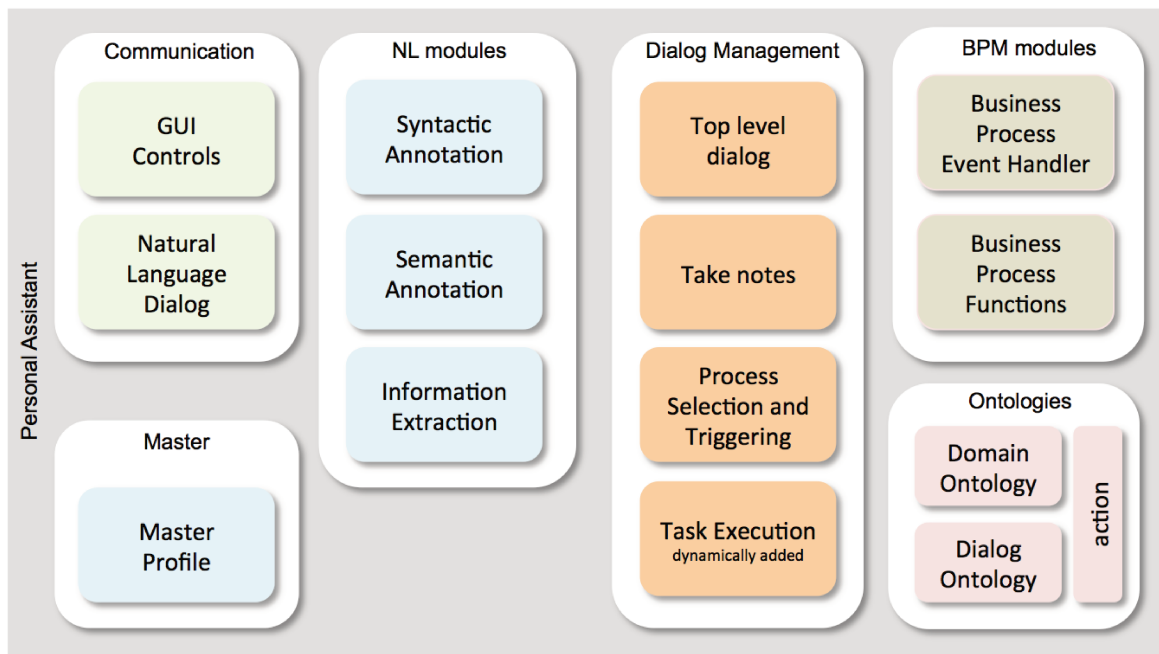 Personal Assistant
Communication
GUI
Controls
Natural
Language
Dialog
Master
Master
Profile
NL modules
Syntactic
Annotation
Semantic
Annotation
Information
Extraction
Dialog Management
Top level
dialog
Take notes
Process
Selection and
Triggering
Task Execution
dynamically added
BPM modules
Business
Process
Event Handler
Business
Process
Functions
Ontologies
Domain
Ontology
Dialog
Ontology
action